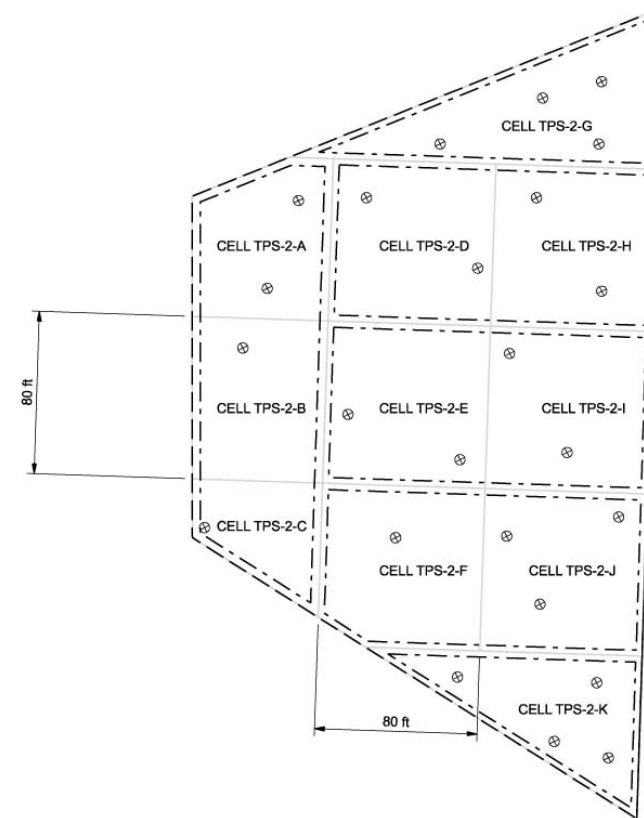 CELL TPS-2-G
CELL TPS-2-A
CELL TPS-2-D
CELL TPS-2-H
80 ft
CELL TPS-2-B
CELL TPS-2-E
CELL TPS-2-I
CELL TPS-2-C
CELL TPS-2-F
CELL TPS-2-J
CELL TPS-2-K
80 ft